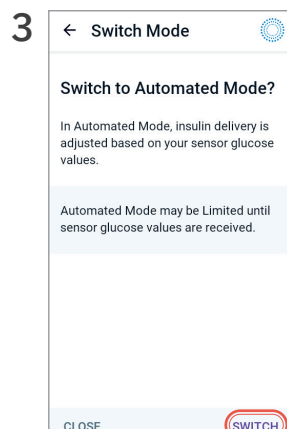 3
← Switch Mode
Switch to Automated Mode?
In Automated Mode, insulin delivery is
adjusted based on your sensor glucose
values.
Automated Mode may be Limited until
sensor glucose values are received.
CLOSE SWITCH